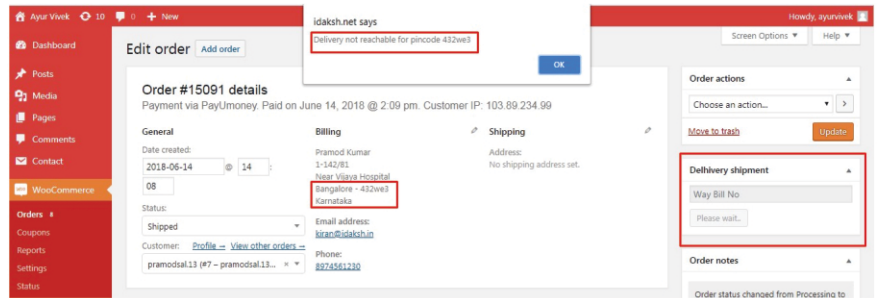 Ayur Vivek 10 0 + New
Howdy, ayurvivek
idaksh.net says
Delivery not reachable for pincode 432we3
OK
Screen Options ▼ Help ▼
Dashboard
Posts
Media
Pages
Comments
Contact
WooCommerce
Orders 8
Coupons
Reports
Settings
Status
Edit order Add order
Order #15091 details
Payment via PayUmoney. Paid on June 14, 2018 @ 2:09 pm. Customer IP: 103.89.234.99
General
Date created:
2018-06-14 @ 14 :
08
Status:
Shipped
Customer: Profile → View other orders →
pramodsal.13 (#7 – pramodsal.13... × ▼
Billing
Pramod Kumar
1-142/81
Near Vijaya Hospital
Bangalore - 432we3
Karnataka
Email address:
kiran@idaksh.in
Phone:
8974561230
Shipping
Address:
No shipping address set.
Order actions
Choose an action...
Move to trash Update
Delhivery shipment
Way Bill No
Please wait..
Order notes
Order status changed from Processing to